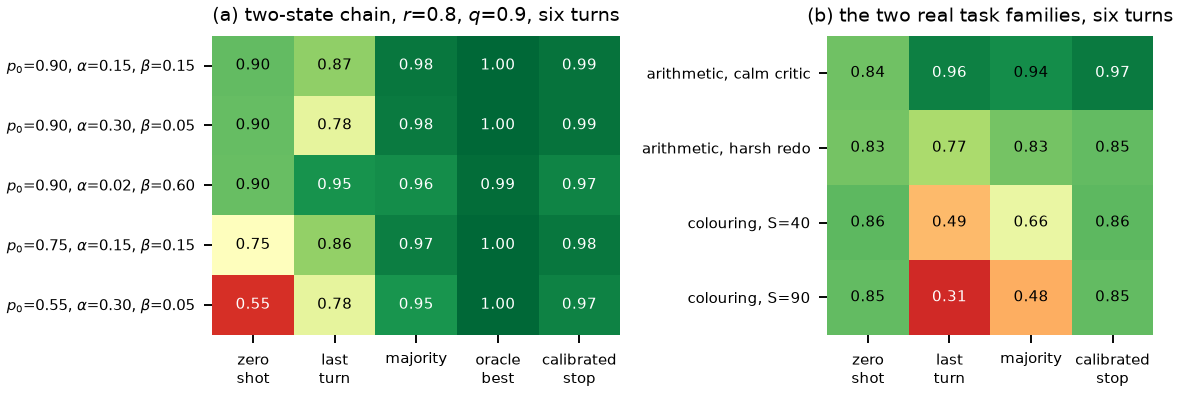 (a) two-state chain, r=0.8, q=0.9, six turns
p₀=0.90, α=0.15, β=0.15 0.90 0.87 0.98 1.00 0.99
p₀=0.90, α=0.30, β=0.05 0.90 0.78 0.98 1.00 0.99
p₀=0.90, α=0.02, β=0.60 0.90 0.95 0.96 0.99 0.97
p₀=0.75, α=0.15, β=0.15 0.75 0.86 0.97 1.00 0.98
p₀=0.55, α=0.30, β=0.05 0.55 0.78 0.95 1.00 0.97
zero shot
last turn
majority
oracle best
calibrated stop
(b) the two real task families, six turns
arithmetic, calm critic 0.84 0.96 0.94 0.97
arithmetic, harsh redo 0.83 0.77 0.83 0.85
colouring, S=40 0.86 0.49 0.66 0.86
colouring, S=90 0.85 0.31 0.48 0.85
zero shot
last turn
majority
calibrated stop